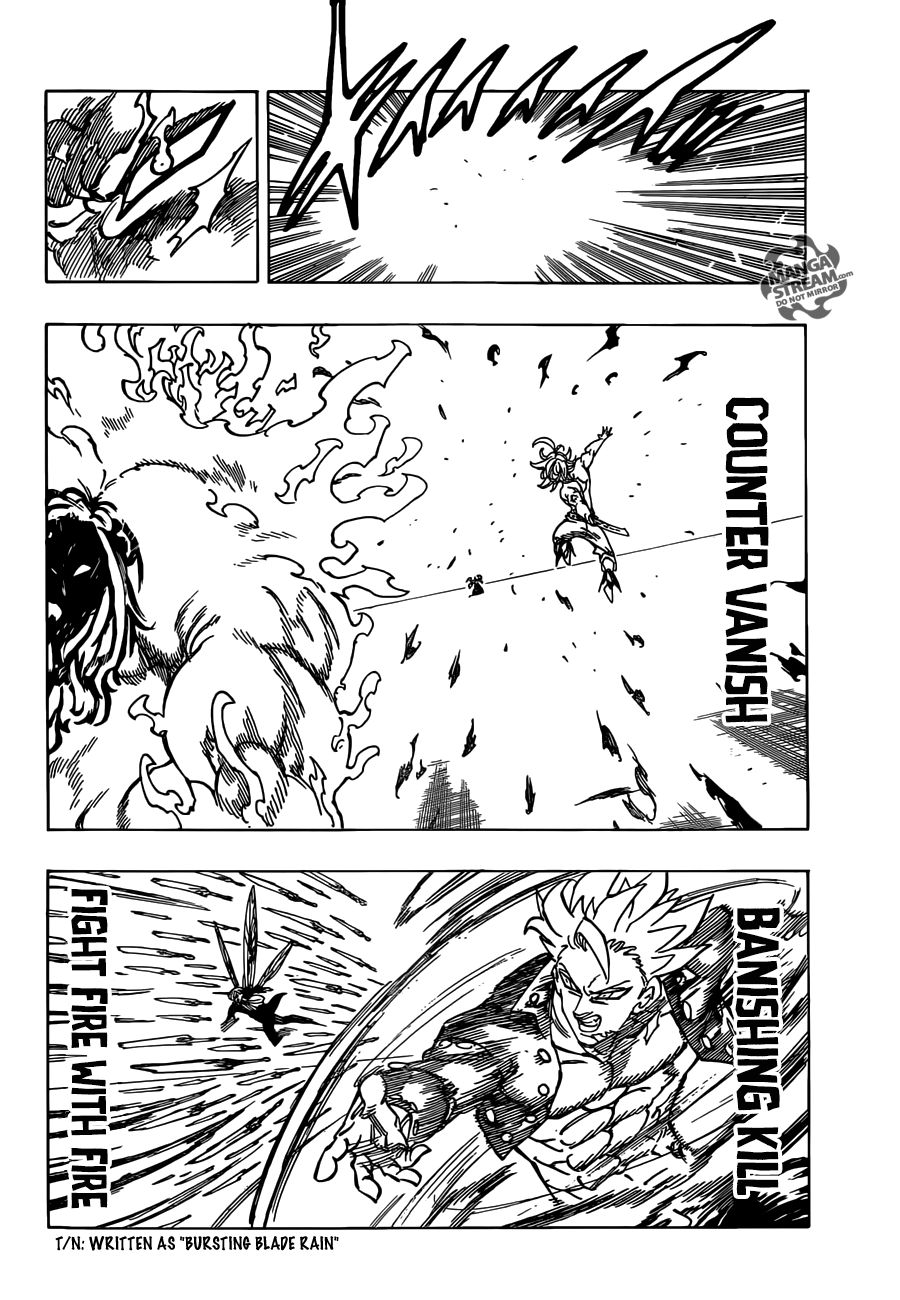 MANGA
STREAM.com
DO NOT MIRROR
COUNTER VANISH
BANISHING KILL
FIGHT FIRE WITH FIRE
T/N: WRITTEN AS "BURSTING BLADE RAIN"